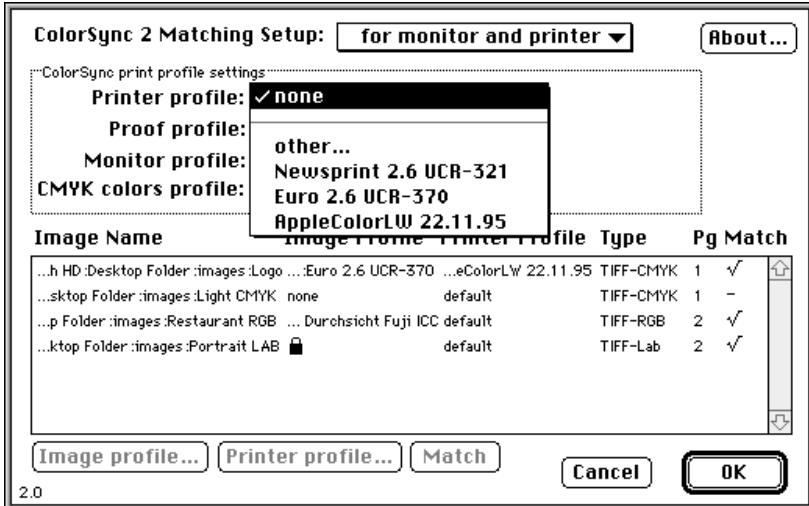 ColorSync 2 Matching Setup: for monitor and printer About...
ColorSync print profile settings
Printer profile: ✓ none
Proof profile:
other...
Monitor profile:
Newsprint 2.6 UCR-321
CMYK colors profile:
Euro 2.6 UCR-370
AppleColorLW 22.11.95
Image Name Image Profile Printer Profile Type Pg Match
...h HD:Desktop Folder:images:Logo ...:Euro 2.6 UCR-370 ...eColorLW 22.11.95 TIFF-CMYK 1 √
...sktop Folder:images:Light CMYK none default TIFF-CMYK 1 -
...p Folder:images:Restaurant RGB ... Durchsicht Fuji ICC default TIFF-RGB 2 √
...ktop Folder:images:Portrait LAB default TIFF-Lab 2 √
Image profile... Printer profile... Match Cancel OK
2.0